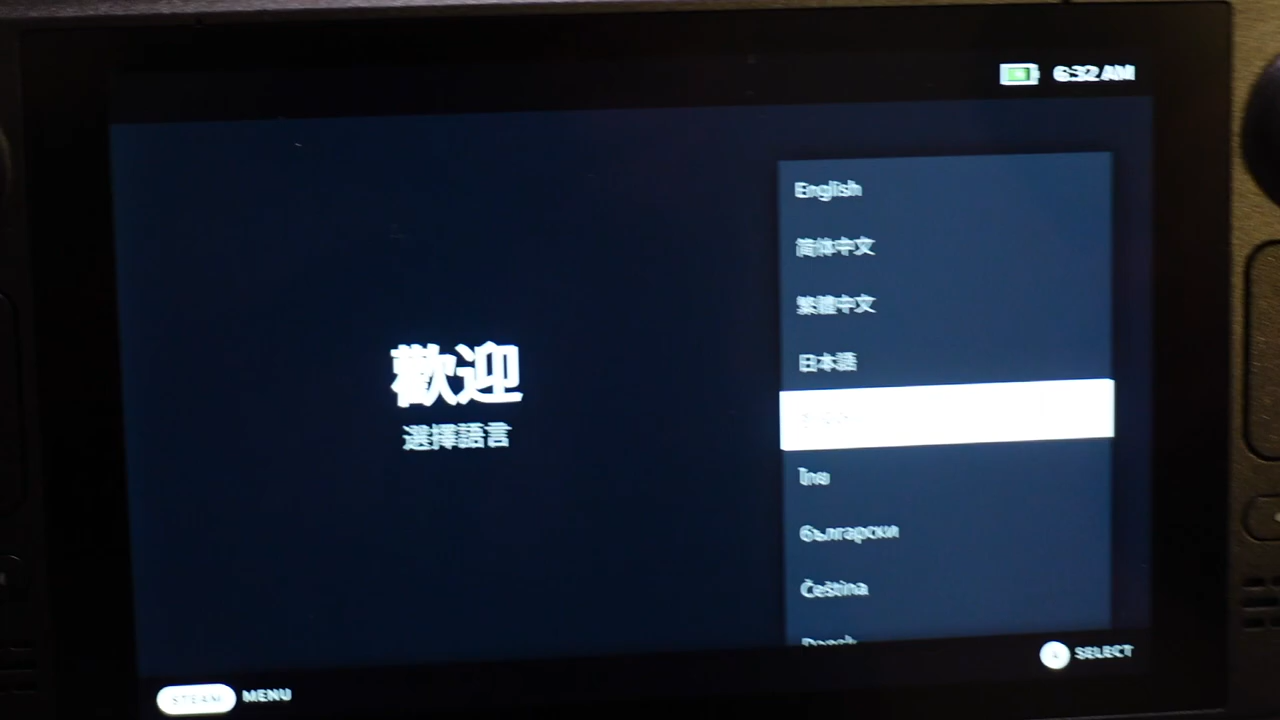 6:32 AM
English
简体中文
繁體中文
日本語
歡迎
選擇語言
ไทย
български
Čeština
Dansk
STEAM MENU
SELECT